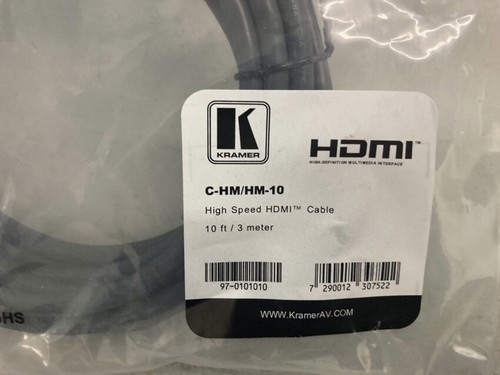 K
KRAMER
HDMI™
HIGH-DEFINITION MULTIMEDIA INTERFACE
C-HM/HM-10
High Speed HDMI™ Cable
10 ft / 3 meter
97-0101010
7 290012 307522
WWW.KramerAV.COM